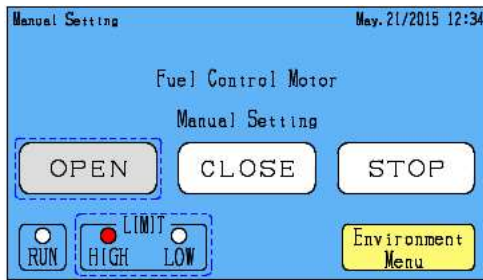 Manual Setting May.21/2015 12:34
Fuel Control Motor
Manual Setting
OPEN CLOSE STOP
LIMIT
RUN HIGH LOW
Environment
Menu